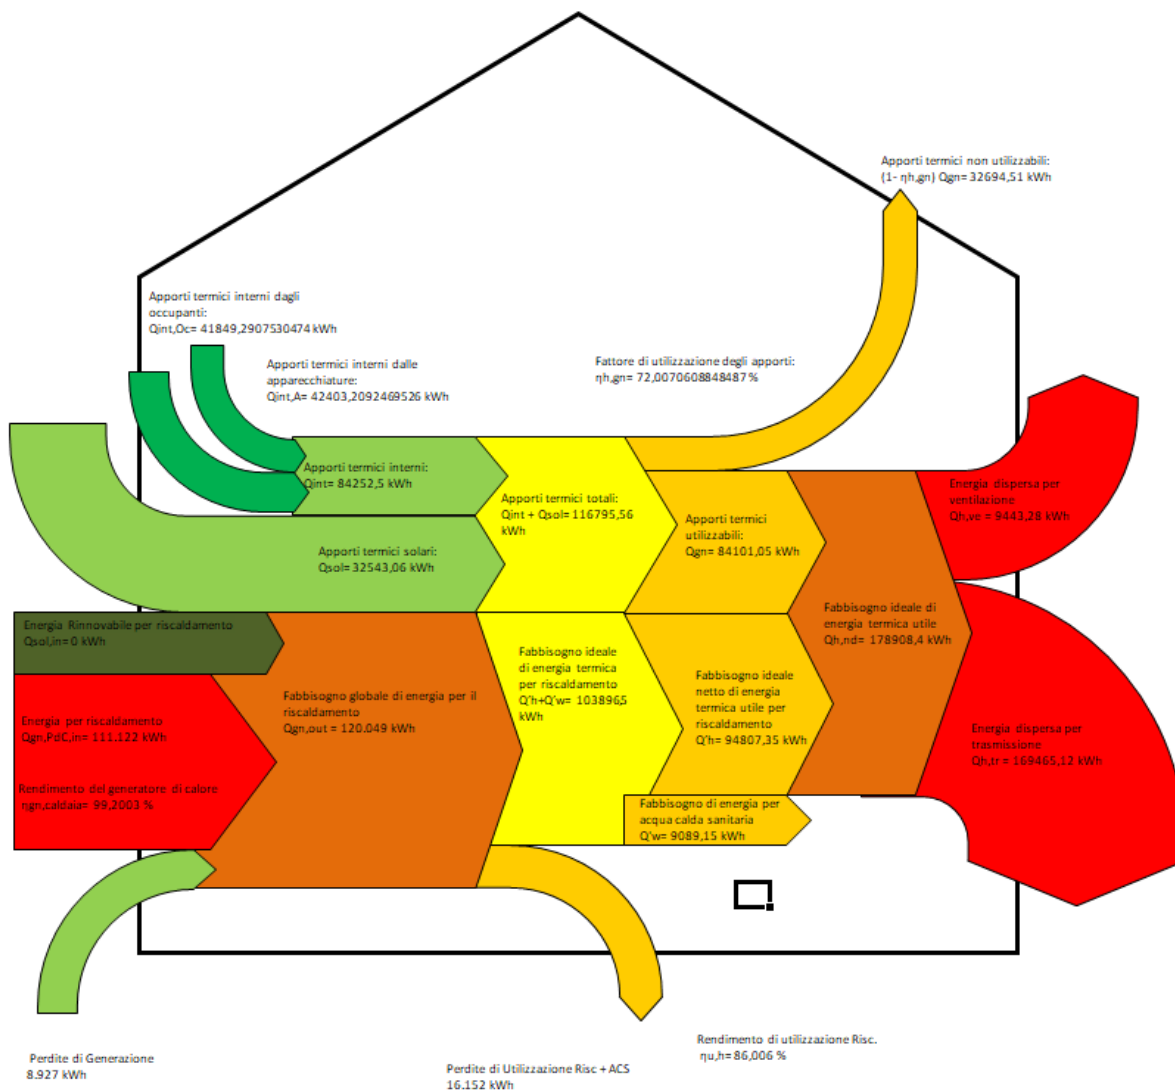 Apporti termici non utilizzabili:
(1- ηh,gn) Qgn= 32694,51 kWh
Apporti termici interni dagli
occupanti:
Qint,Oc= 41849,2907530474 kWh
Apporti termici interni dalle
apparecchiature:
Qint,A= 42403,2092469526 kWh
Fattore di utilizzazione degli apporti:
ηh,gn= 72,0070608848487 %
Apporti termici interni:
Qint= 84252,5 kWh
Apporti termici totali:
Qint + Qsol= 116795,56
kWh
Apporti termici
utilizzabili:
Qgn= 84101,05 kWh
Energia dispersa per
ventilazione
Qh,ve = 9443,28 kWh
Apporti termici solari:
Qsol= 32543,06 kWh
Energia Rinnovabile per riscaldamento
Qsol,in= 0 kWh
Fabbisogno ideale di
energia termica utile
Qh,nd= 178908,4 kWh
Fabbisogno globale di energia per il
riscaldamento
Qgn,out = 120.049 kWh
Fabbisogno ideale
di energia termica
per riscaldamento
Q'h+Q'w= 103896,5
kWh
Fabbisogno ideale
netto di energia
termica utile per
riscaldamento
Q'h= 94807,35 kWh
Energia per riscaldamento
Qgn,PdC,in= 111.122 kWh
Rendimento del generatore di calore
ηgn,caldaia= 99,2003 %
Energia dispersa per
trasmissione
Qh,tr = 169465,12 kWh
Fabbisogno di energia per
acqua calda sanitaria
Q'w= 9089,15 kWh
Perdite di Generazione
8.927 kWh
Perdite di Utilizzazione Risc + ACS
16.152 kWh
Rendimento di utilizzazione Risc.
ηu,h= 86,006 %